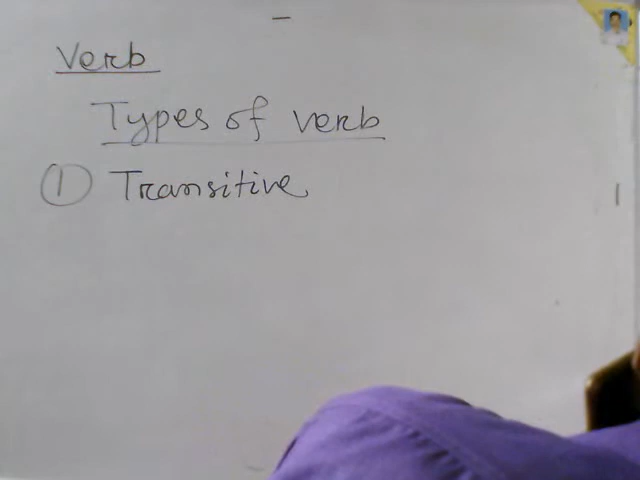 Verb
Types of verb
① Transitive